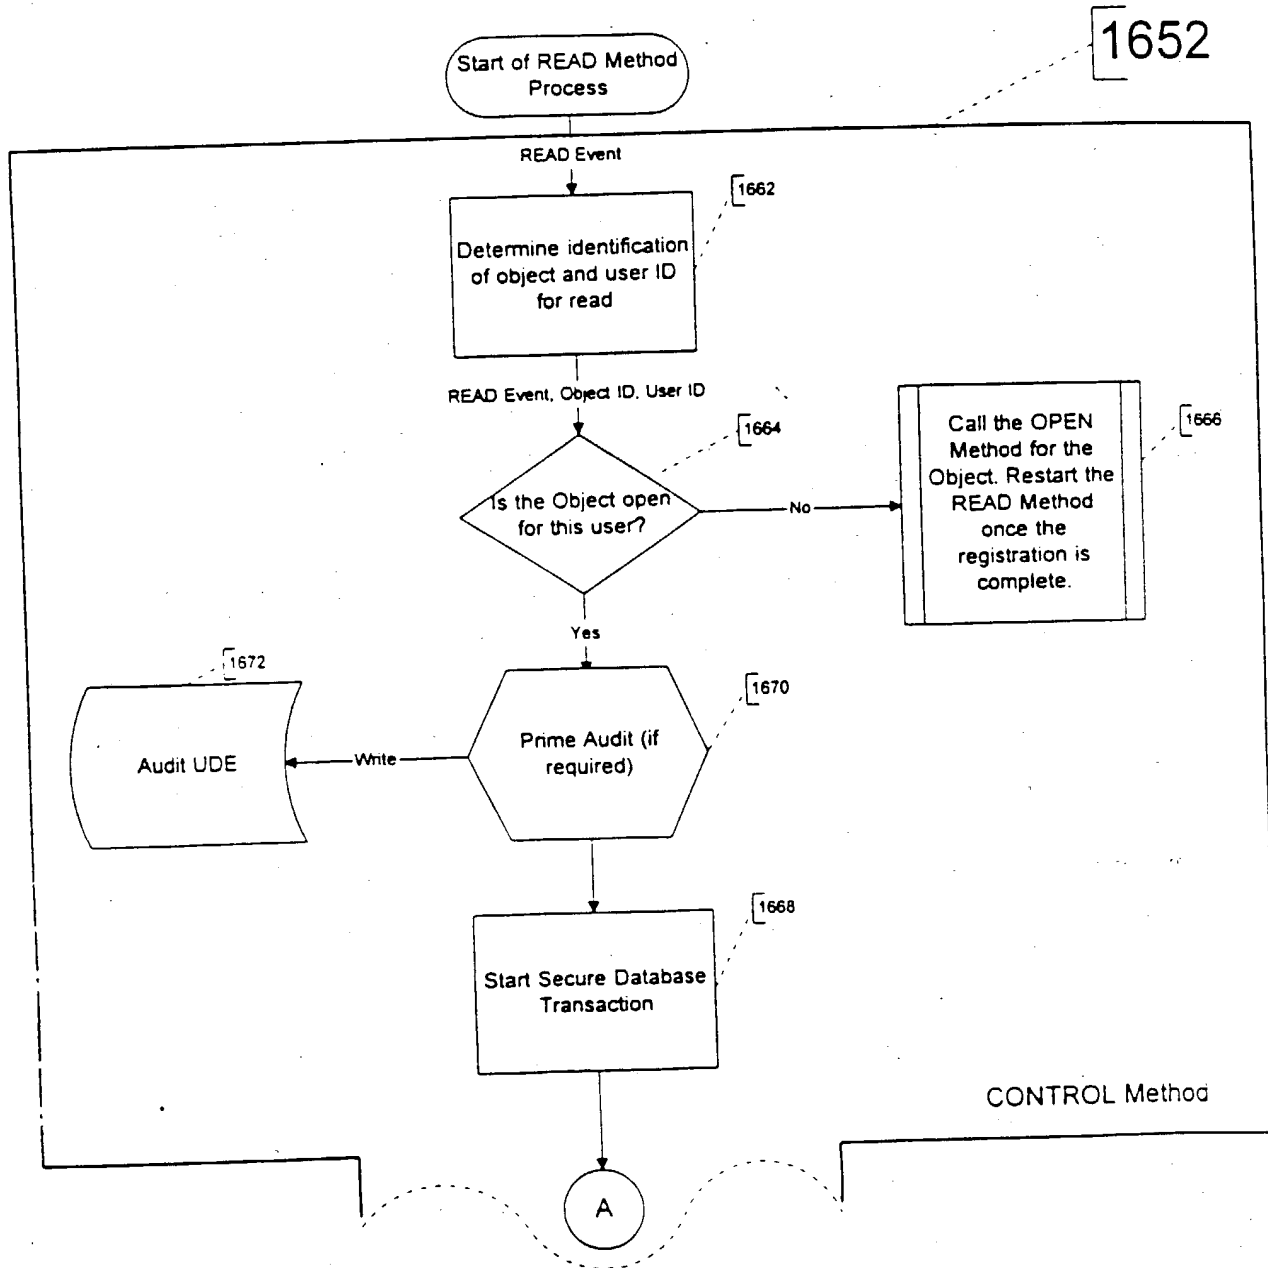 1652
Start of READ Method
Process
READ Event
1662
Determine identification
of object and user ID
for read
READ Event, Object ID, User ID
1664
Is the Object open
for this user?
No
1666
Call the OPEN
Method for the
Object. Restart the
READ Method
once the
registration is
complete.
Yes
1672
1670
Prime Audit (if
required)
Write
Audit UDE
1668
Start Secure Database
Transaction
CONTROL Method
A